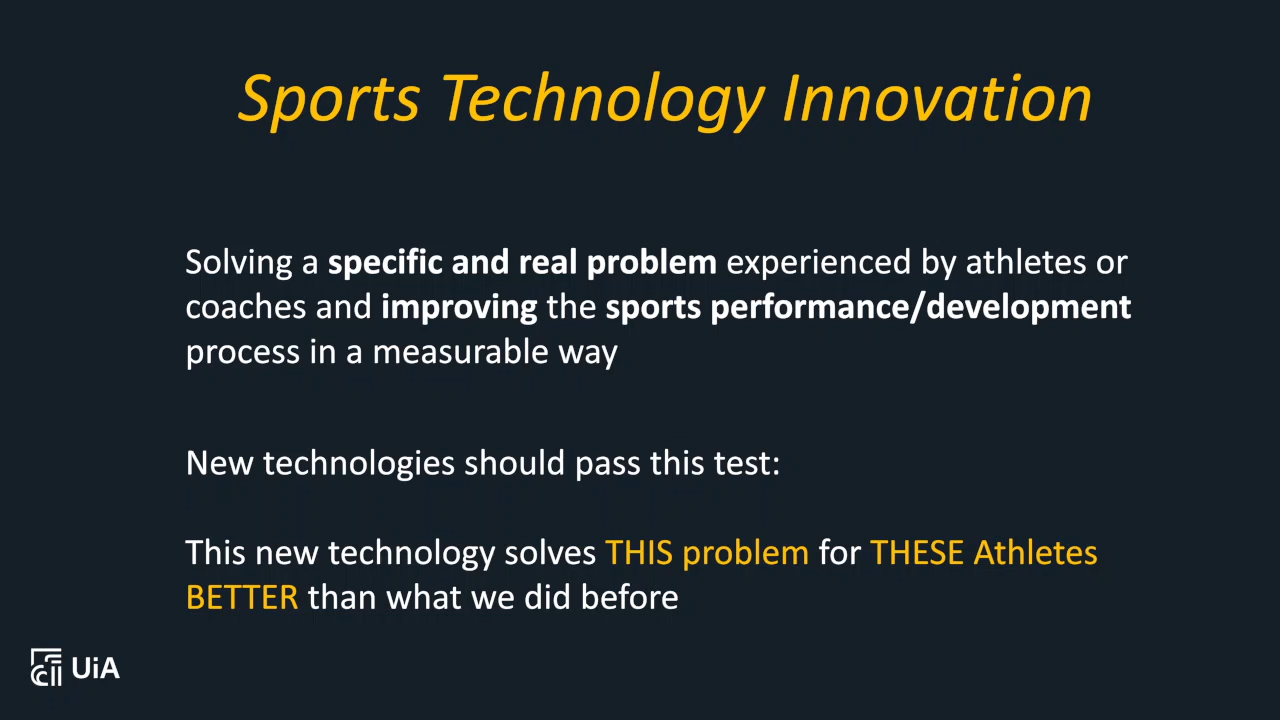 Sports Technology Innovation
Solving a specific and real problem experienced by athletes or
coaches and improving the sports performance/development
process in a measurable way
New technologies should pass this test:
This new technology solves THIS problem for THESE Athletes
BETTER than what we did before
UiA